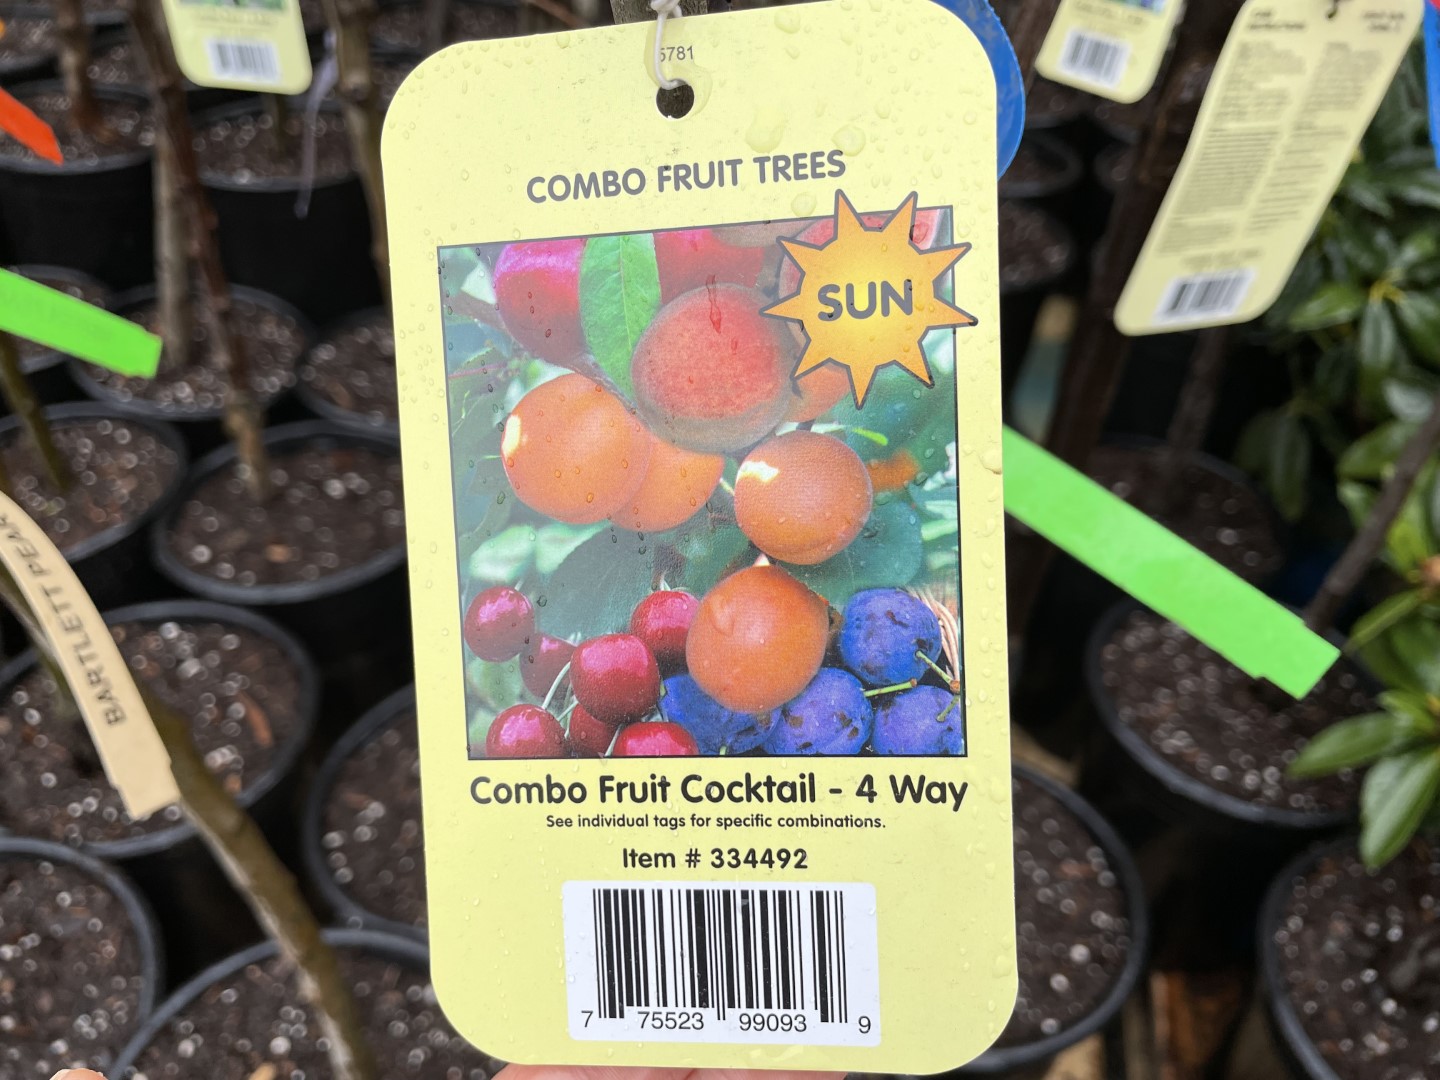 5781
COMBO FRUIT TREES
SUN
Combo Fruit Cocktail - 4 Way
See individual tags for specific combinations.
Item # 334492
7 75523 99093 9
BARTLETT PEAR